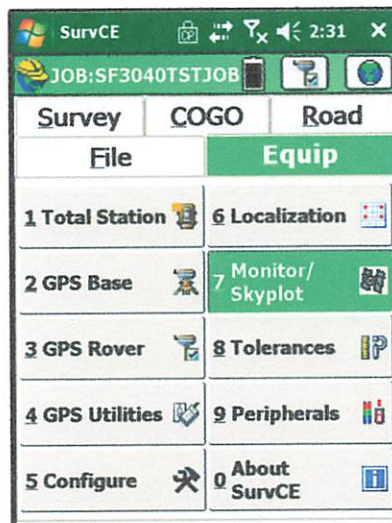 SurvCE 2:31
JOB:SF3040TSTJOB
Survey COGO Road
File Equip
1 Total Station 6 Localization
2 GPS Base 7 Monitor/
Skyplot
3 GPS Rover 8 Tolerances
4 GPS Utilities 9 Peripherals
5 Configure 0 About
SurvCE